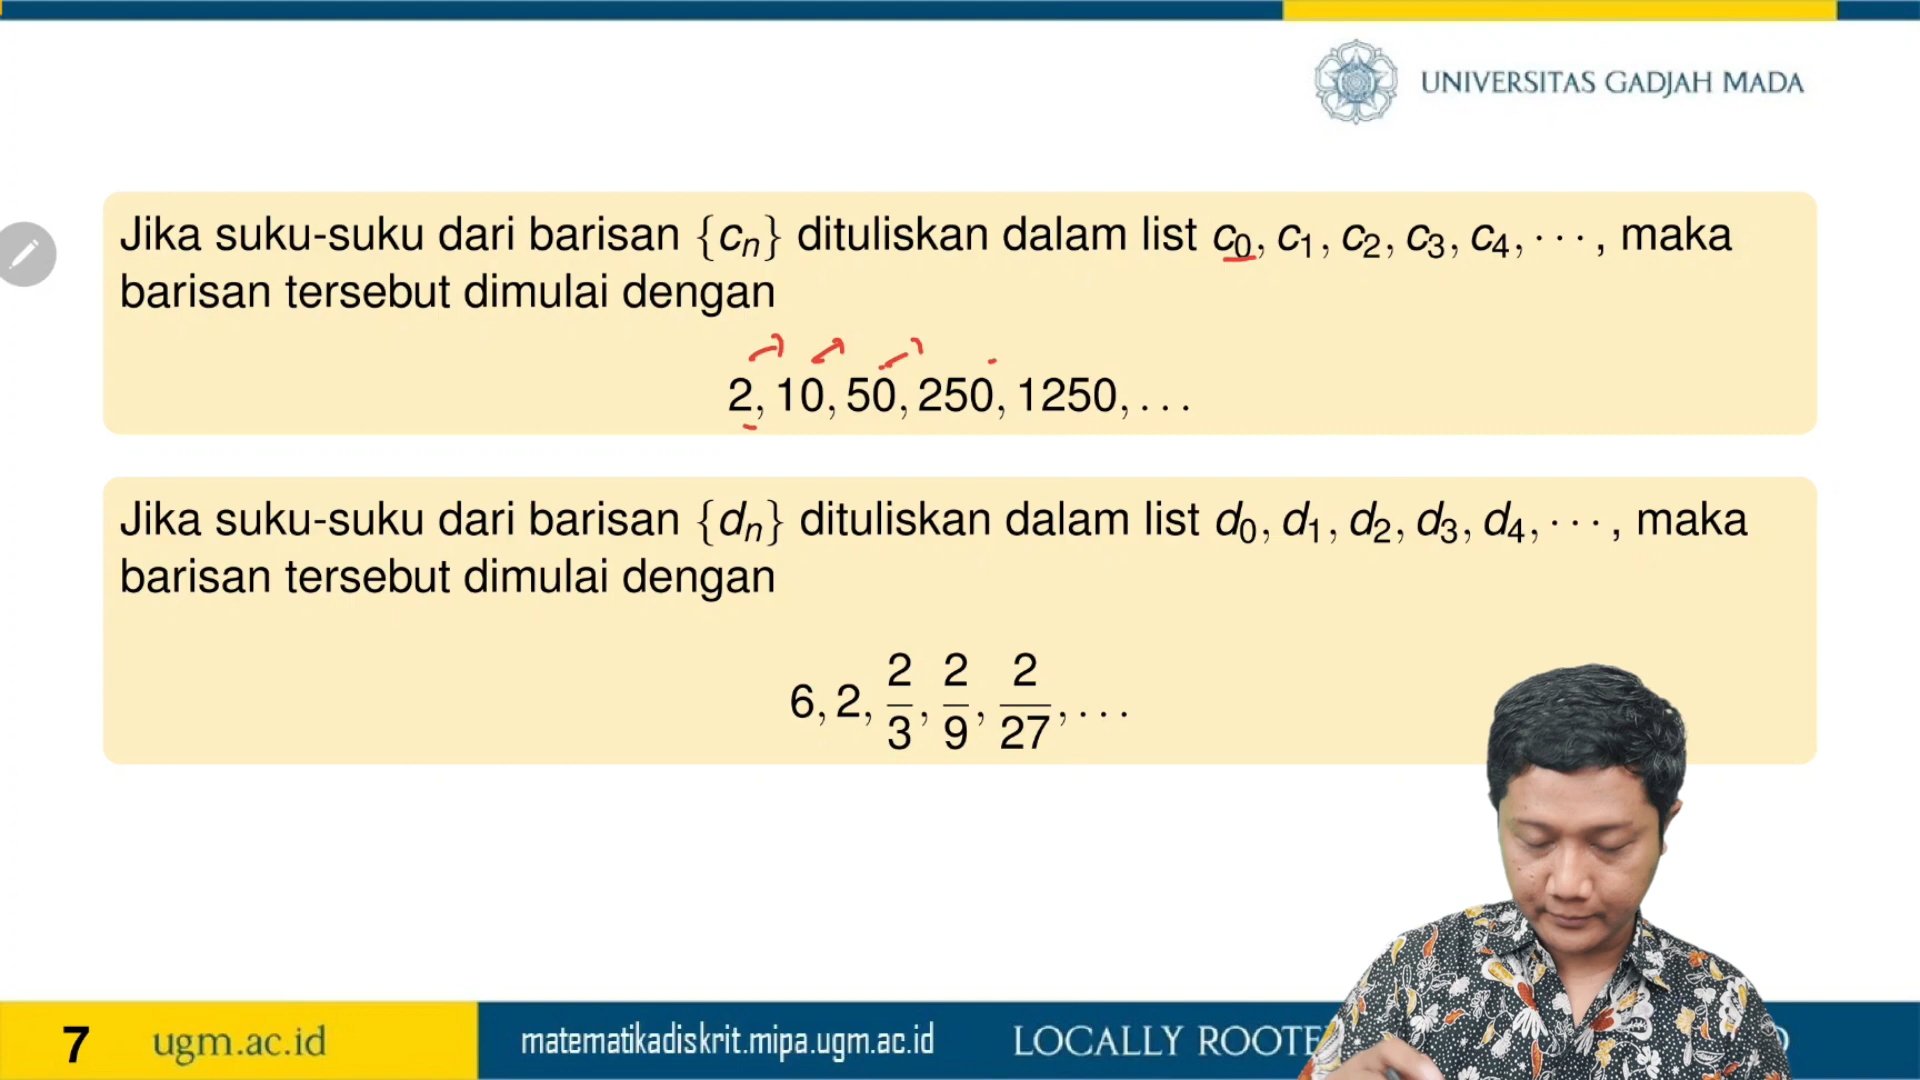 UNIVERSITAS GADJAH MADA
Jika suku-suku dari barisan {cₙ} dituliskan dalam list c₀, c₁, c₂, c₃, c₄, ⋯ , maka
barisan tersebut dimulai dengan
2, 10, 50, 250, 1250, . . .
Jika suku-suku dari barisan {dₙ} dituliskan dalam list d₀, d₁, d₂, d₃, d₄, ⋯ , maka
barisan tersebut dimulai dengan
6, 2, 2/3, 2/9, 2/27, . . .
7 ugm.ac.id matematikadiskrit.mipa.ugm.ac.id LOCALLY